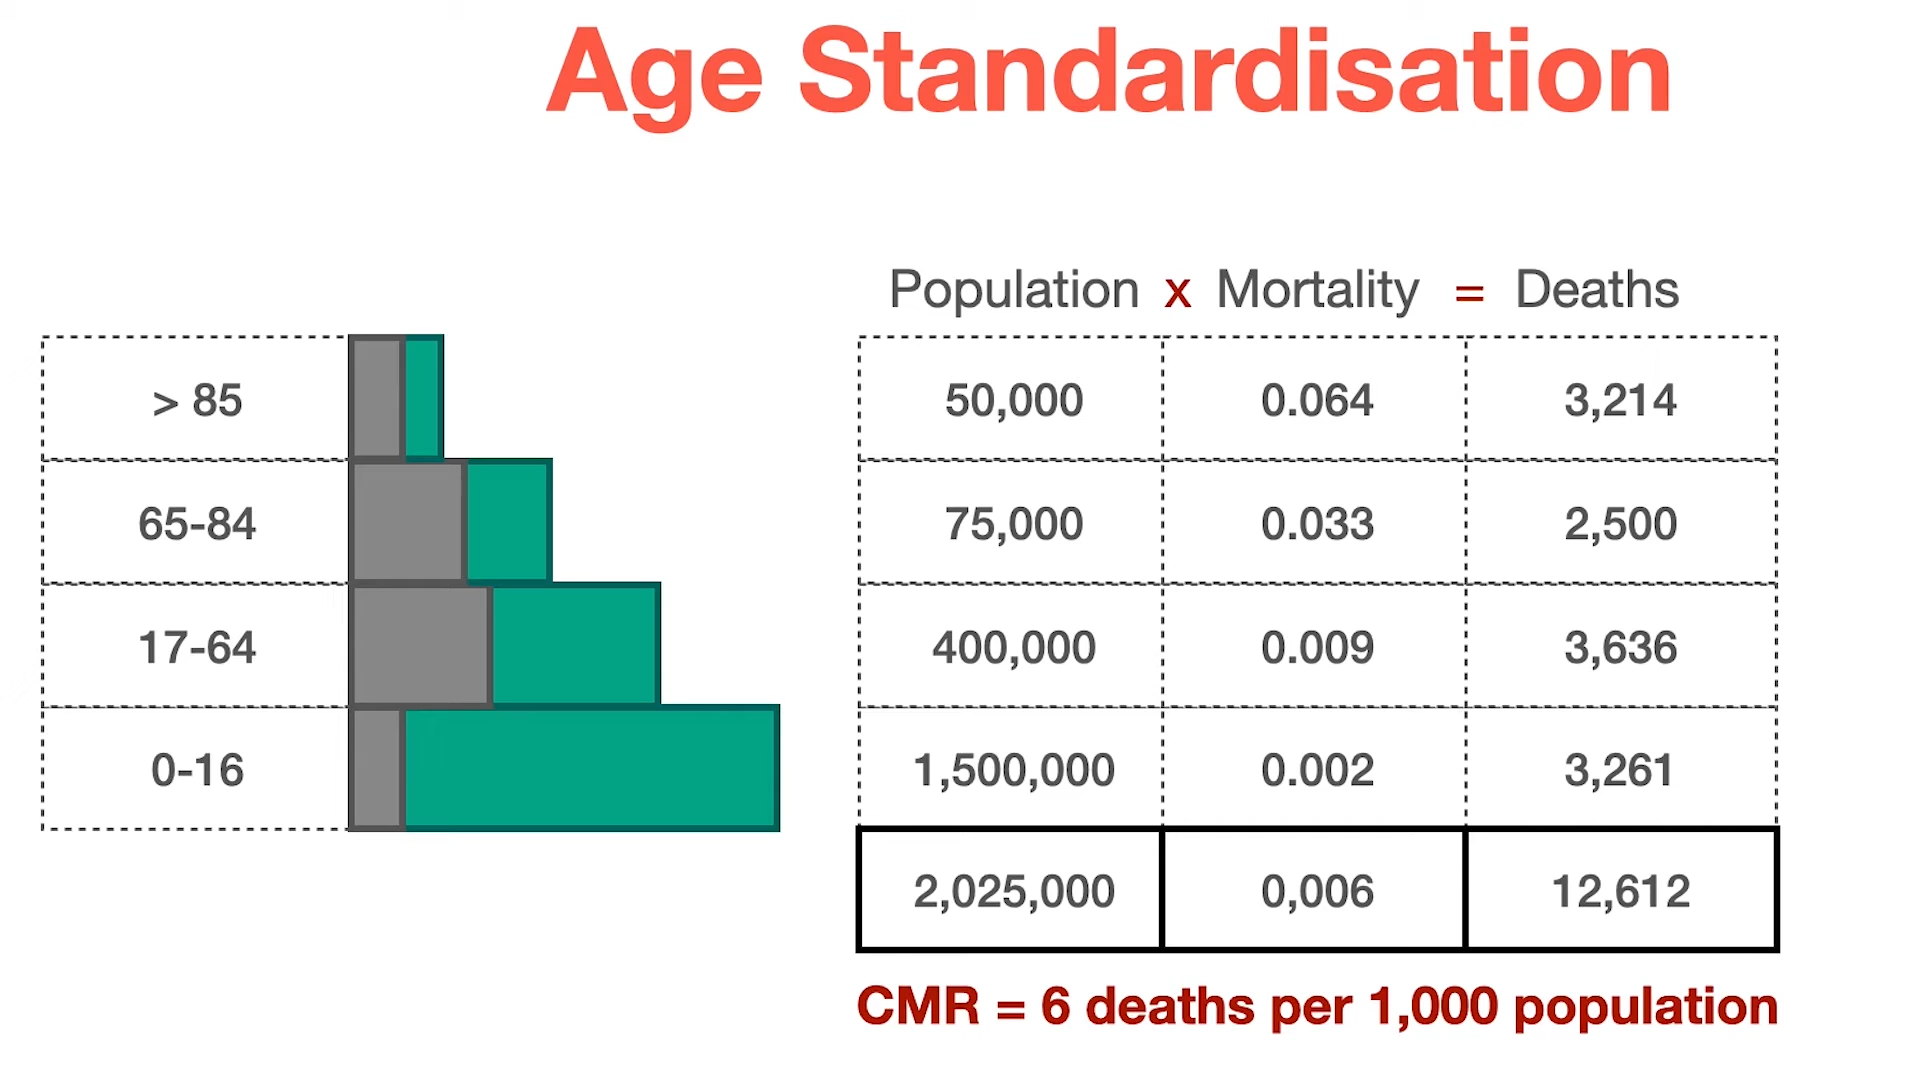 Age Standardisation
Population x Mortality = Deaths
> 85 50,000 0.064 3,214
65-84 75,000 0.033 2,500
17-64 400,000 0.009 3,636
0-16 1,500,000 0.002 3,261
2,025,000 0,006 12,612
CMR = 6 deaths per 1,000 population